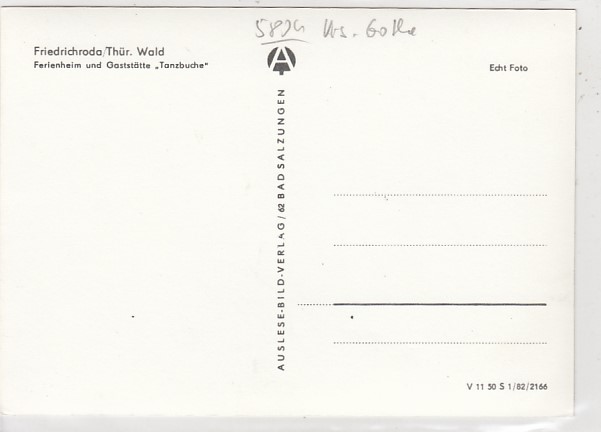 5894 Krs. Gotha
Friedrichroda/Thür. Wald
Ferienheim und Gaststätte „Tanzbuche“
A
Echt Foto
AUSLESE-BILD-VERLAG/62 BAD SALZUNGEN
V 11 50 S 1/82/2166